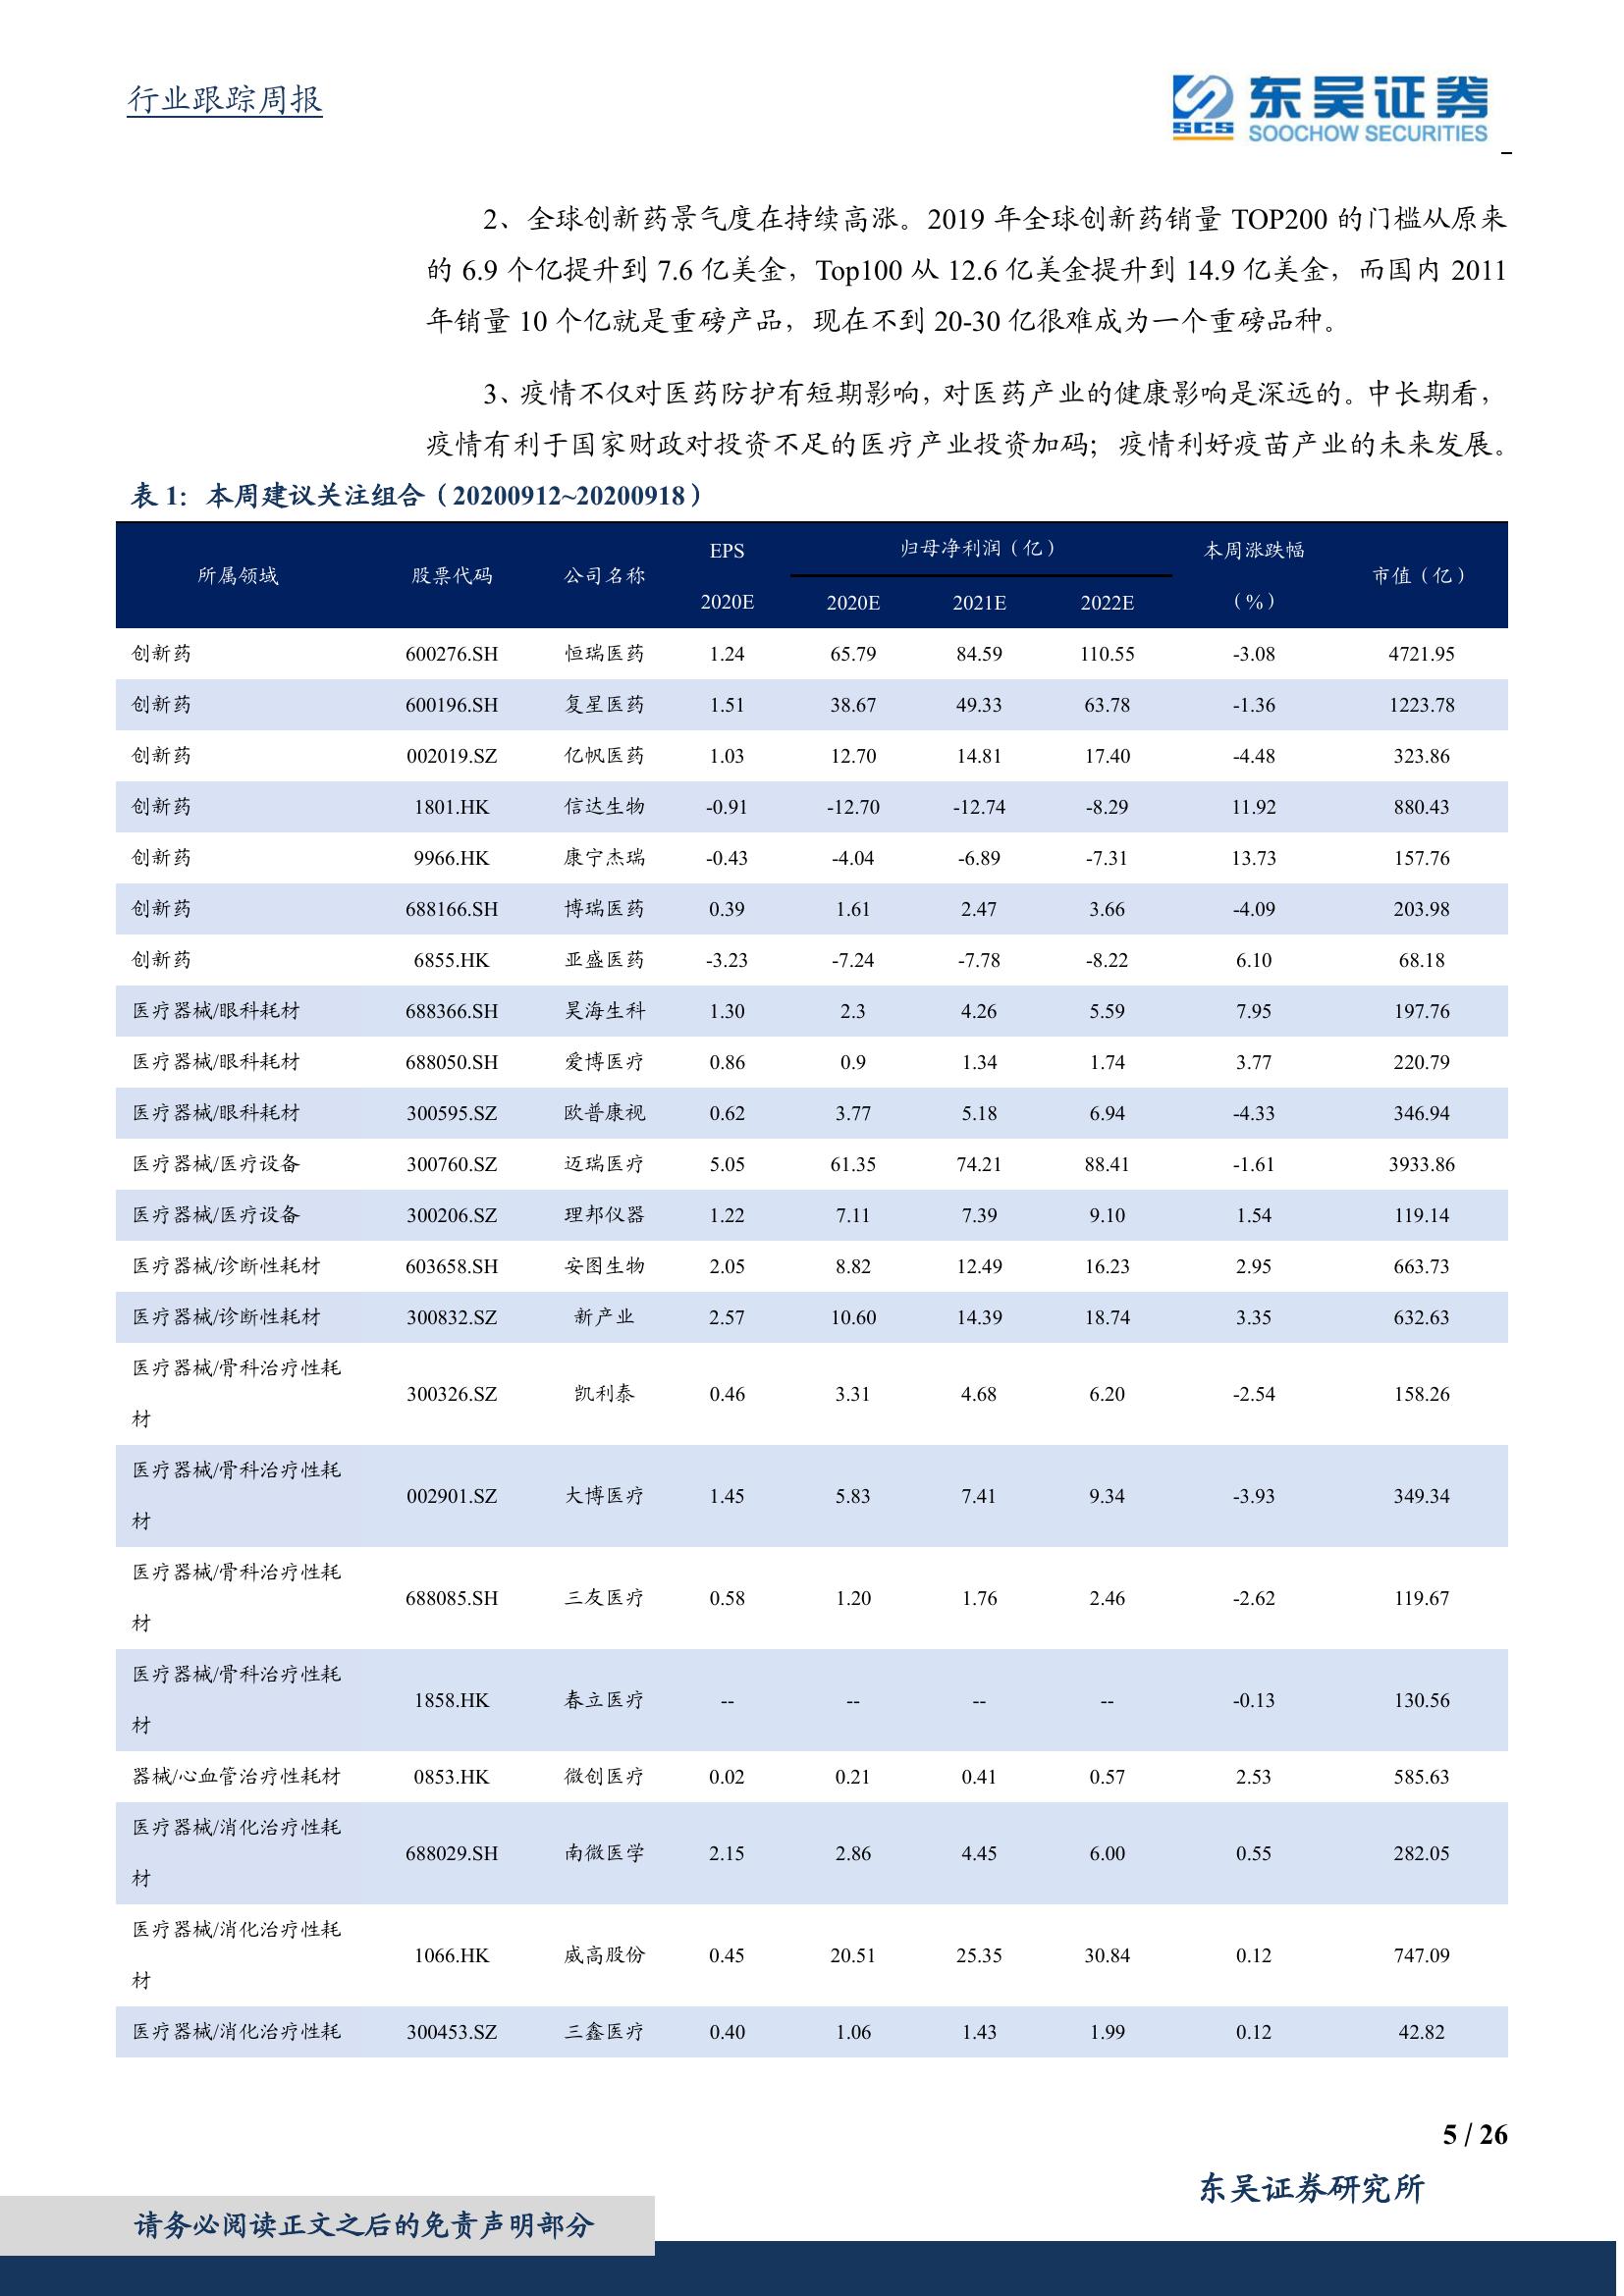 行业跟踪周报
SCS 东吴证券
SOOCHOW SECURITIES
2、全球创新药景气度在持续高涨。2019 年全球创新药销量 TOP200 的门槛从原来
的 6.9 个亿提升到 7.6 亿美金，Top100 从 12.6 亿美金提升到 14.9 亿美金，而国内 2011
年销量 10 个亿就是重磅产品，现在不到 20-30 亿很难成为一个重磅品种。
3、疫情不仅对医药防护有短期影响，对医药产业的健康影响是深远的。中长期看，
疫情有利于国家财政对投资不足的医疗产业投资加码；疫情利好疫苗产业的未来发展。
表 1：本周建议关注组合（20200912~20200918）
所属领域 股票代码 公司名称 EPS 归母净利润（亿） 本周涨跌幅 市值（亿）
2020E 2020E 2021E 2022E （%）
创新药 600276.SH 恒瑞医药 1.24 65.79 84.59 110.55 -3.08 4721.95
创新药 600196.SH 复星医药 1.51 38.67 49.33 63.78 -1.36 1223.78
创新药 002019.SZ 亿帆医药 1.03 12.70 14.81 17.40 -4.48 323.86
创新药 1801.HK 信达生物 -0.91 -12.70 -12.74 -8.29 11.92 880.43
创新药 9966.HK 康宁杰瑞 -0.43 -4.04 -6.89 -7.31 13.73 157.76
创新药 688166.SH 博瑞医药 0.39 1.61 2.47 3.66 -4.09 203.98
创新药 6855.HK 亚盛医药 -3.23 -7.24 -7.78 -8.22 6.10 68.18
医疗器械/眼科耗材 688366.SH 昊海生科 1.30 2.3 4.26 5.59 7.95 197.76
医疗器械/眼科耗材 688050.SH 爱博医疗 0.86 0.9 1.34 1.74 3.77 220.79
医疗器械/眼科耗材 300595.SZ 欧普康视 0.62 3.77 5.18 6.94 -4.33 346.94
医疗器械/医疗设备 300760.SZ 迈瑞医疗 5.05 61.35 74.21 88.41 -1.61 3933.86
医疗器械/医疗设备 300206.SZ 理邦仪器 1.22 7.11 7.39 9.10 1.54 119.14
医疗器械/诊断性耗材 603658.SH 安图生物 2.05 8.82 12.49 16.23 2.95 663.73
医疗器械/诊断性耗材 300832.SZ 新产业 2.57 10.60 14.39 18.74 3.35 632.63
医疗器械/骨科治疗性耗
材 300326.SZ 凯利泰 0.46 3.31 4.68 6.20 -2.54 158.26
医疗器械/骨科治疗性耗
材 002901.SZ 大博医疗 1.45 5.83 7.41 9.34 -3.93 349.34
医疗器械/骨科治疗性耗
材 688085.SH 三友医疗 0.58 1.20 1.76 2.46 -2.62 119.67
医疗器械/骨科治疗性耗
材 1858.HK 春立医疗 -- -- -- -- -0.13 130.56
器械/心血管治疗性耗材 0853.HK 微创医疗 0.02 0.21 0.41 0.57 2.53 585.63
医疗器械/消化治疗性耗
材 688029.SH 南微医学 2.15 2.86 4.45 6.00 0.55 282.05
医疗器械/消化治疗性耗
材 1066.HK 威高股份 0.45 20.51 25.35 30.84 0.12 747.09
医疗器械/消化治疗性耗 300453.SZ 三鑫医疗 0.40 1.06 1.43 1.99 0.12 42.82
5 / 26
东吴证券研究所
请务必阅读正文之后的免责声明部分